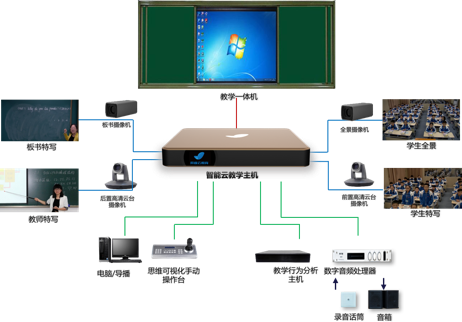 教学一体机
板书摄像机
全景摄像机
板书特写
学生全景
智能云教学主机
后置高清云台
摄像机
前置高清云台
摄像机
教师特写
学生特写
电脑/导播
思维可视化手动
操作台
教学行为分析
主机
数字音频处理器
录音话筒
音箱